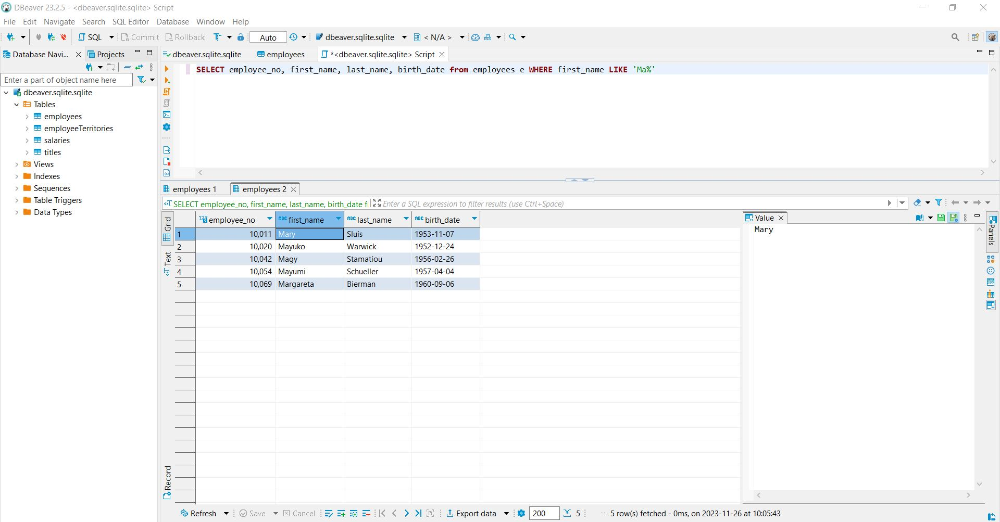 DBeaver 23.2.5 - <dbeaver.sqlite.sqlite> Script
File Edit Navigate Search SQL Editor Database Window Help
SQL Commit Rollback Auto dbeaver.sqlite.sqlite < N/A >
Database Navi... Projects
Enter a part of object name here
dbeaver.sqlite.sqlite
Tables
employees
employeeTerritories
salaries
titles
Views
Indexes
Sequences
Table Triggers
Data Types
dbeaver.sqlite.sqlite employees *<dbeaver.sqlite.sqlite> Script
SELECT employee_no, first_name, last_name, birth_date from employees e WHERE first_name LIKE 'Ma%'
employees 1 employees 2
SELECT employee_no, first_name, last_name, birth_date f Enter a SQL expression to filter results (use Ctrl+Space)
Grid
Text
Record
123 employee_no ABC first_name ABC last_name ABC birth_date
1 10,011 Mary Sluis 1953-11-07
2 10,020 Mayuko Warwick 1952-12-24
3 10,042 Magy Stamatiou 1956-02-26
4 10,054 Mayumi Schueller 1957-04-04
5 10,069 Margareta Bierman 1960-09-06
Value
Mary
Panels
Refresh Save Cancel Export data 200 5 5 row(s) fetched - 0ms, on 2023-11-26 at 10:05:43